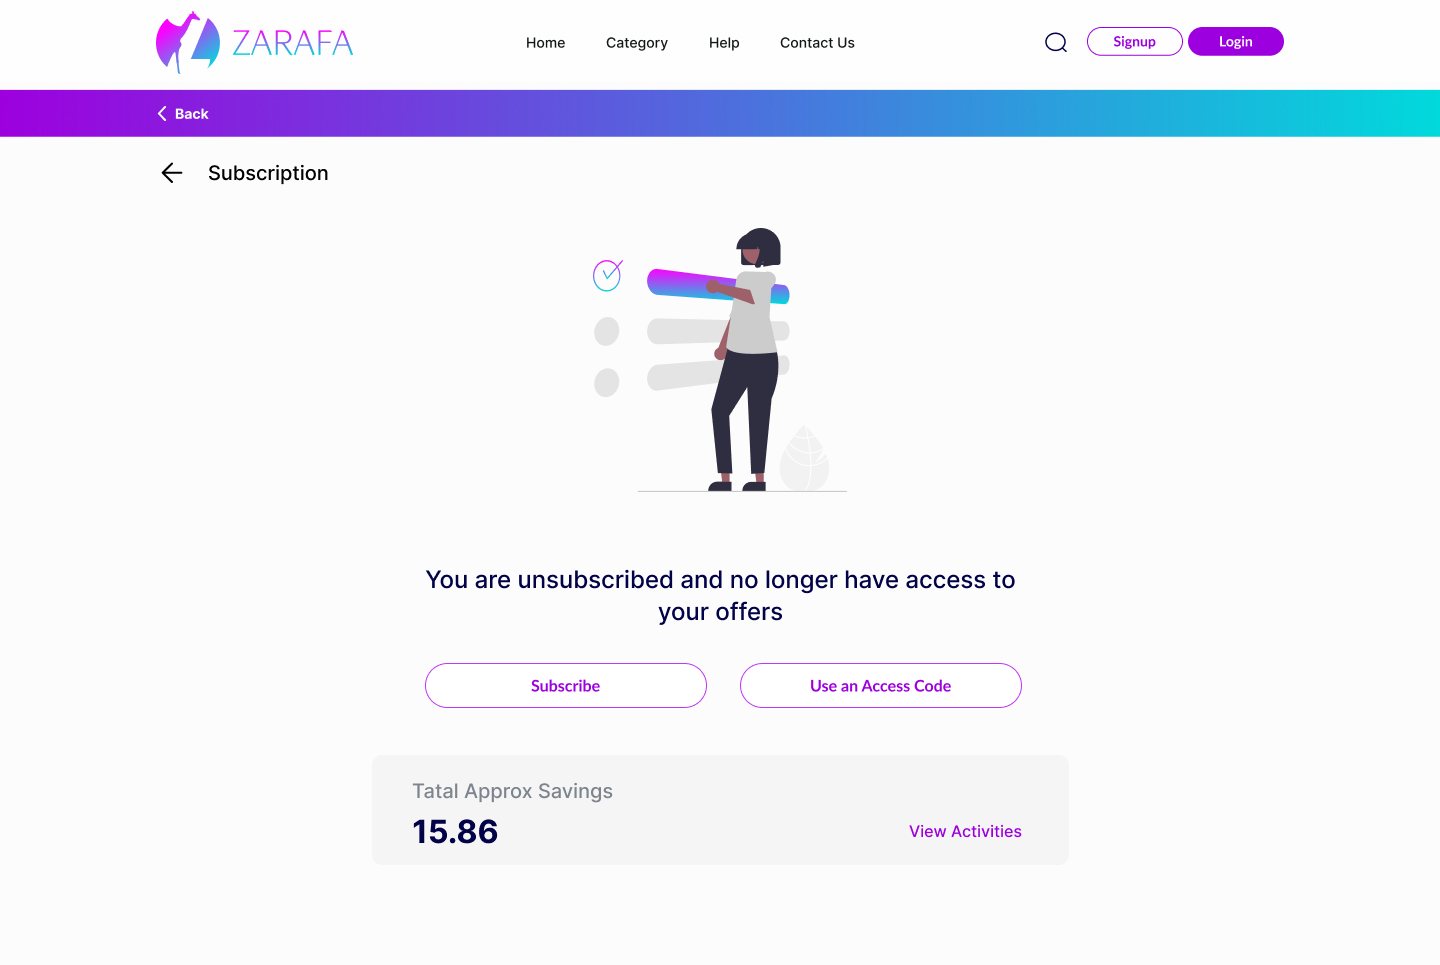 ZARAFA
Home Category Help Contact Us Signup Login
Back
Subscription
You are unsubscribed and no longer have access to
your offers
Subscribe Use an Access Code
Tatal Approx Savings
15.86
View Activities